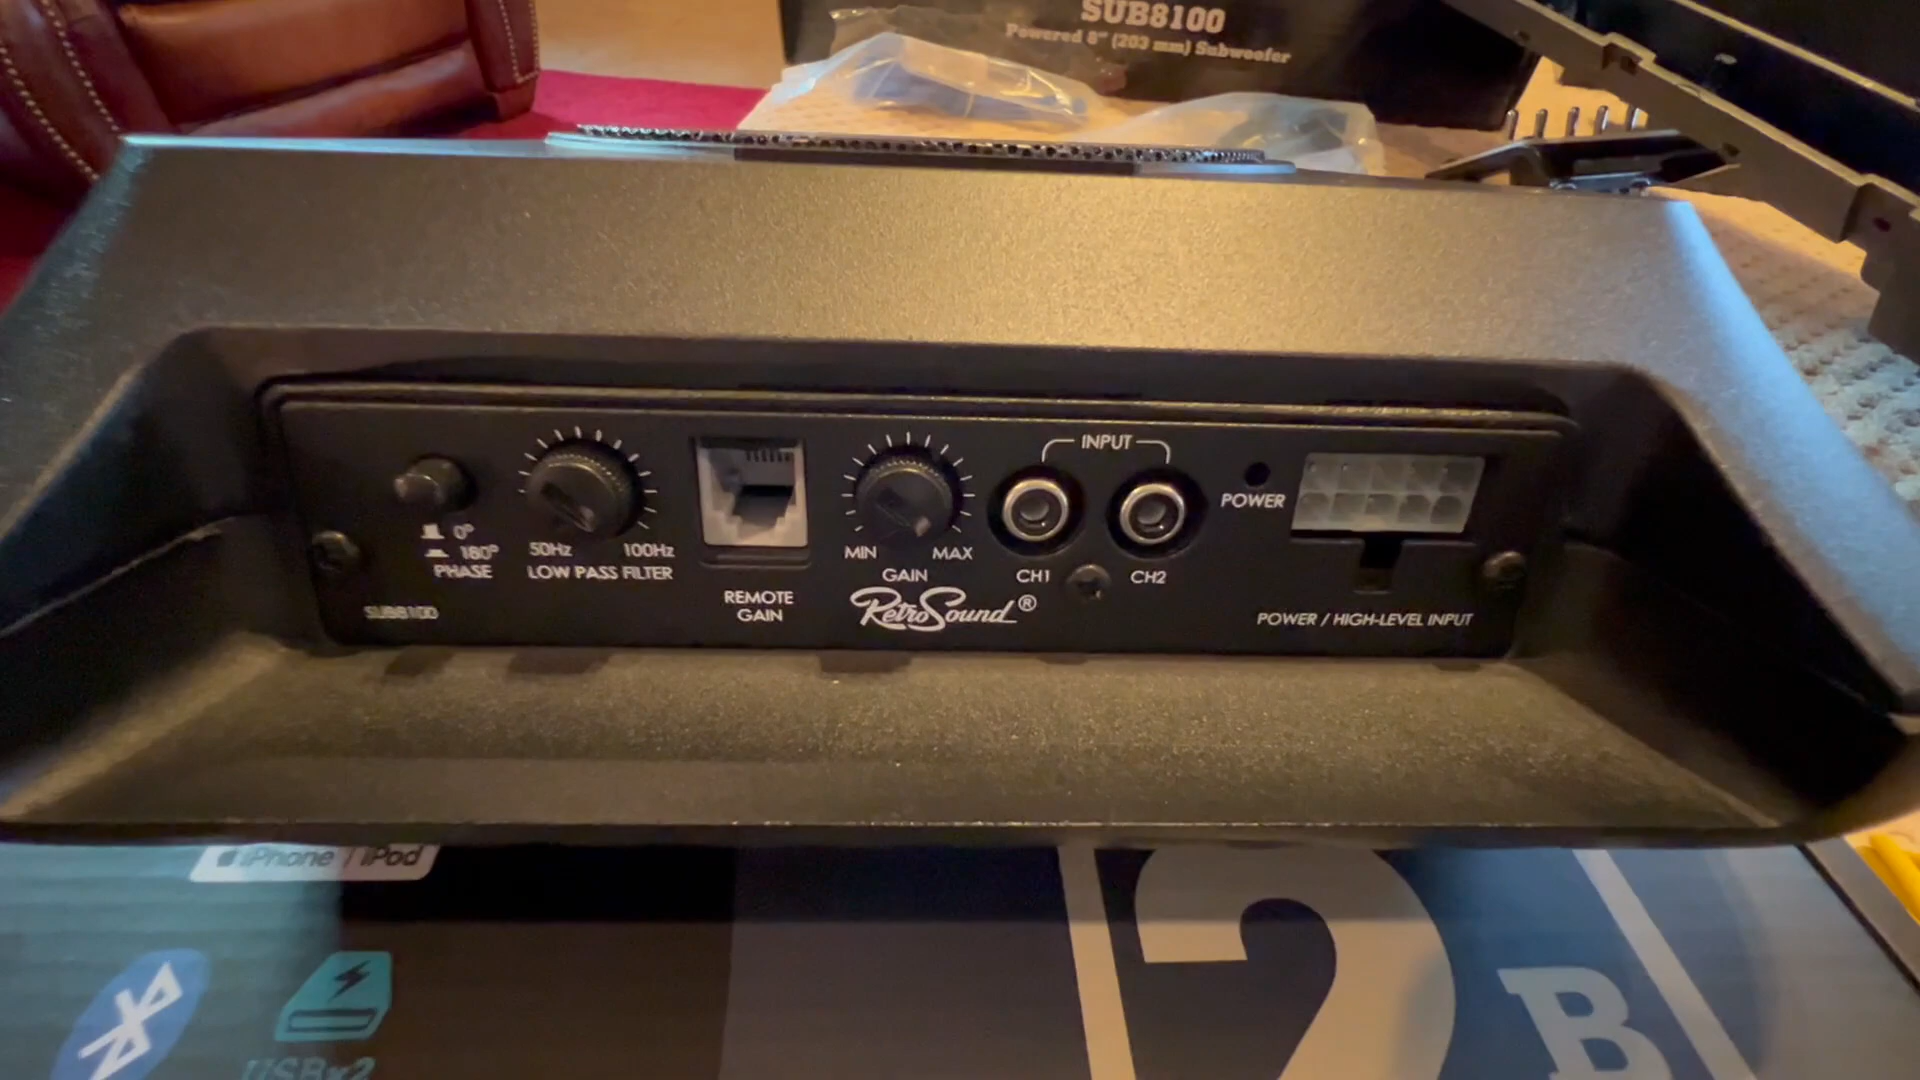 SUB8100
Powered 8" (203 mm) Subwoofer
0°
180°
PHASE
SUB8100
50Hz 100Hz
LOW PASS FILTER
REMOTE
GAIN
MIN MAX
GAIN
RetroSound®
INPUT
CH1 CH2
POWER
POWER / HIGH-LEVEL INPUT
iPhone | iPod
USBx2
2
B